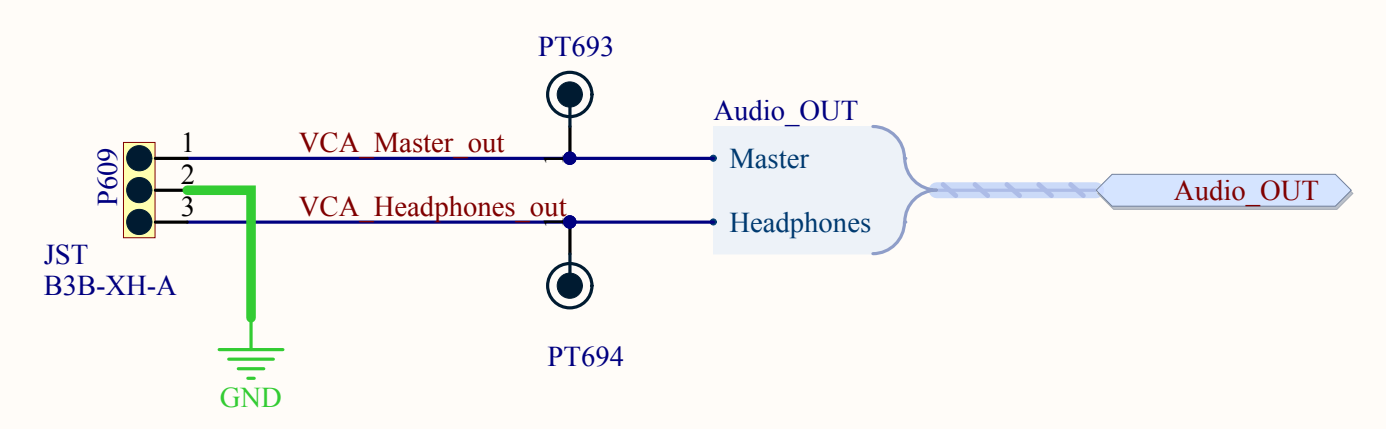 PT693
Audio_OUT
P609
1
VCA_Master_out
Master
2
Audio_OUT
3
VCA_Headphones_out
Headphones
JST
B3B-XH-A
PT694
GND